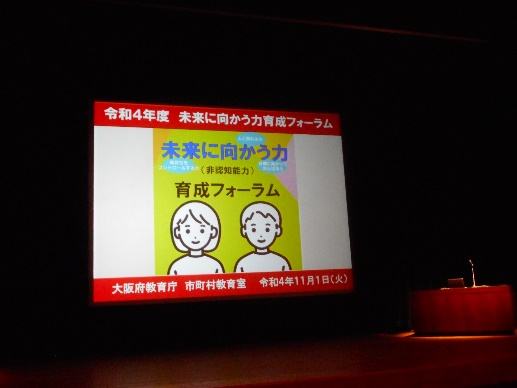 令和4年度 未来に向かう力育成フォーラム
未来に向かう力
〈非認知能力〉
育成フォーラム
大阪府教育庁 市町村教育室 令和4年11月1日(火)